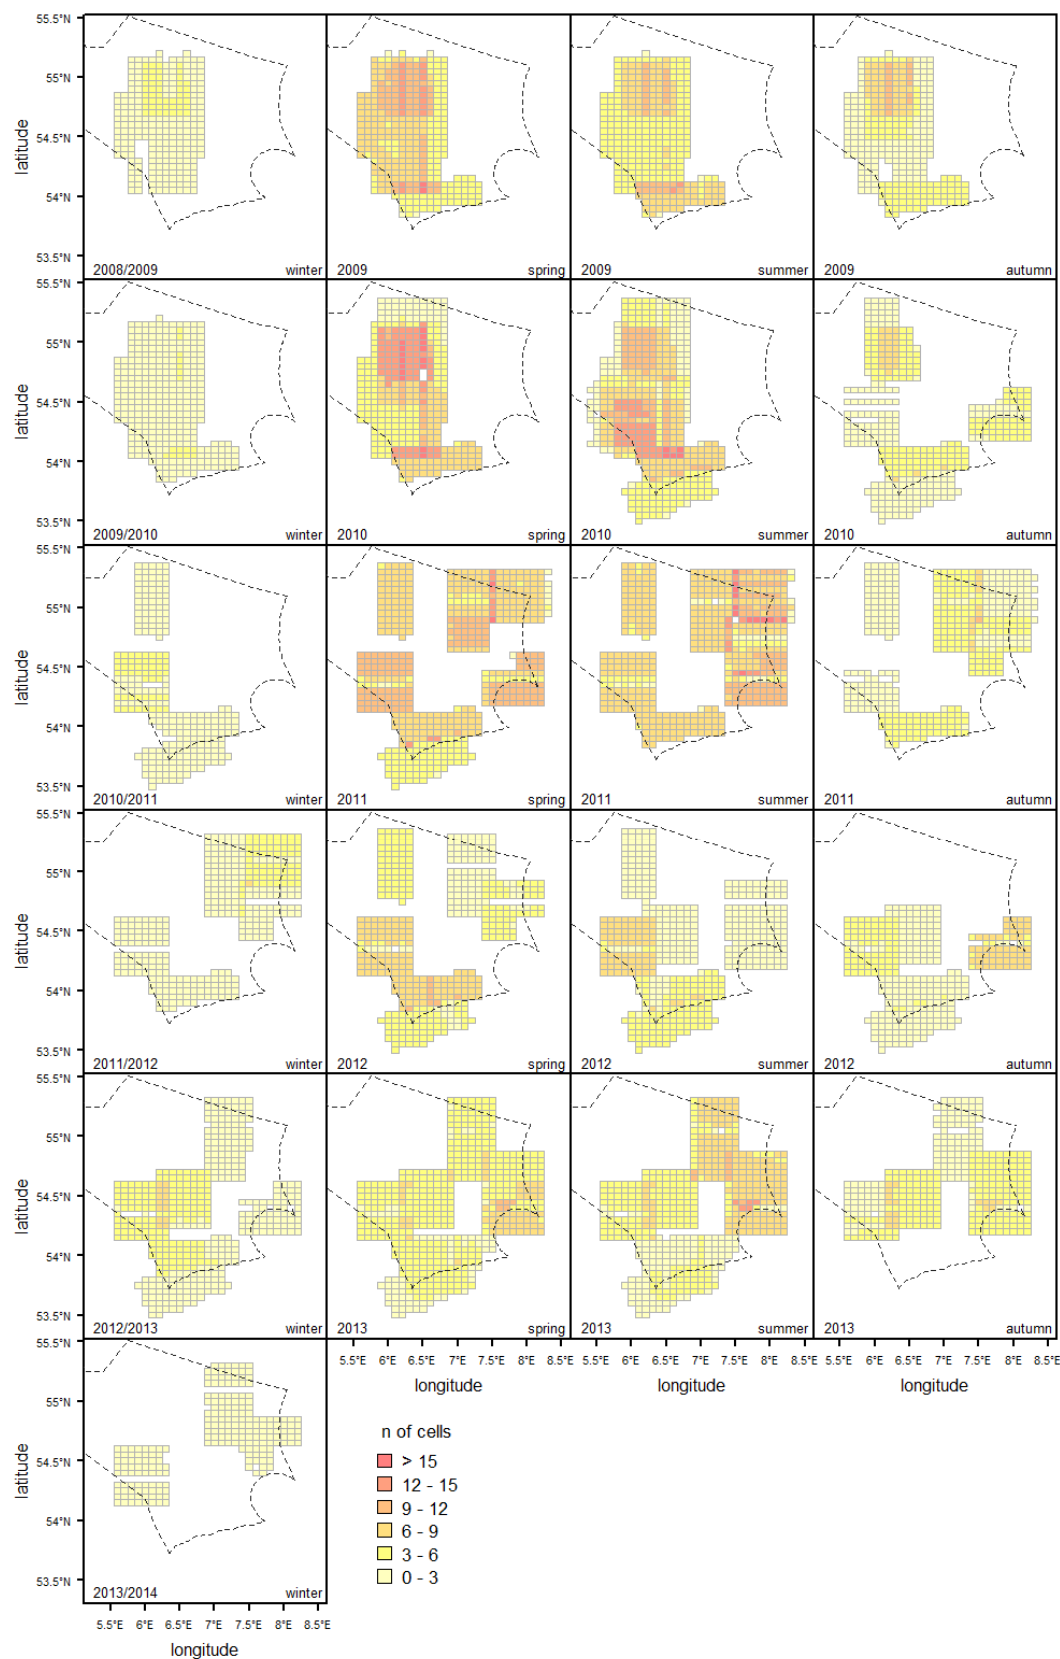 55.5°N
55°N
54.5°N
54°N
53.5°N
latitude
2008/2009 winter
2009 spring
2009 summer
2009 autumn
55.5°N
55°N
54.5°N
54°N
53.5°N
latitude
2009/2010 winter
2010 spring
2010 summer
2010 autumn
55.5°N
55°N
54.5°N
54°N
53.5°N
latitude
2010/2011 winter
2011 spring
2011 summer
2011 autumn
55.5°N
55°N
54.5°N
54°N
53.5°N
latitude
2011/2012 winter
2012 spring
2012 summer
2012 autumn
55.5°N
55°N
54.5°N
54°N
53.5°N
latitude
2012/2013 winter
2013 spring
2013 summer
2013 autumn
5.5°E 6°E 6.5°E 7°E 7.5°E 8°E 8.5°E
5.5°E 6°E 6.5°E 7°E 7.5°E 8°E 8.5°E
5.5°E 6°E 6.5°E 7°E 7.5°E 8°E 8.5°E
longitude
longitude
longitude
55.5°N
55°N
54.5°N
54°N
53.5°N
latitude
2013/2014 winter
5.5°E 6°E 6.5°E 7°E 7.5°E 8°E 8.5°E
longitude
n of cells
> 15
12 - 15
9 - 12
6 - 9
3 - 6
0 - 3